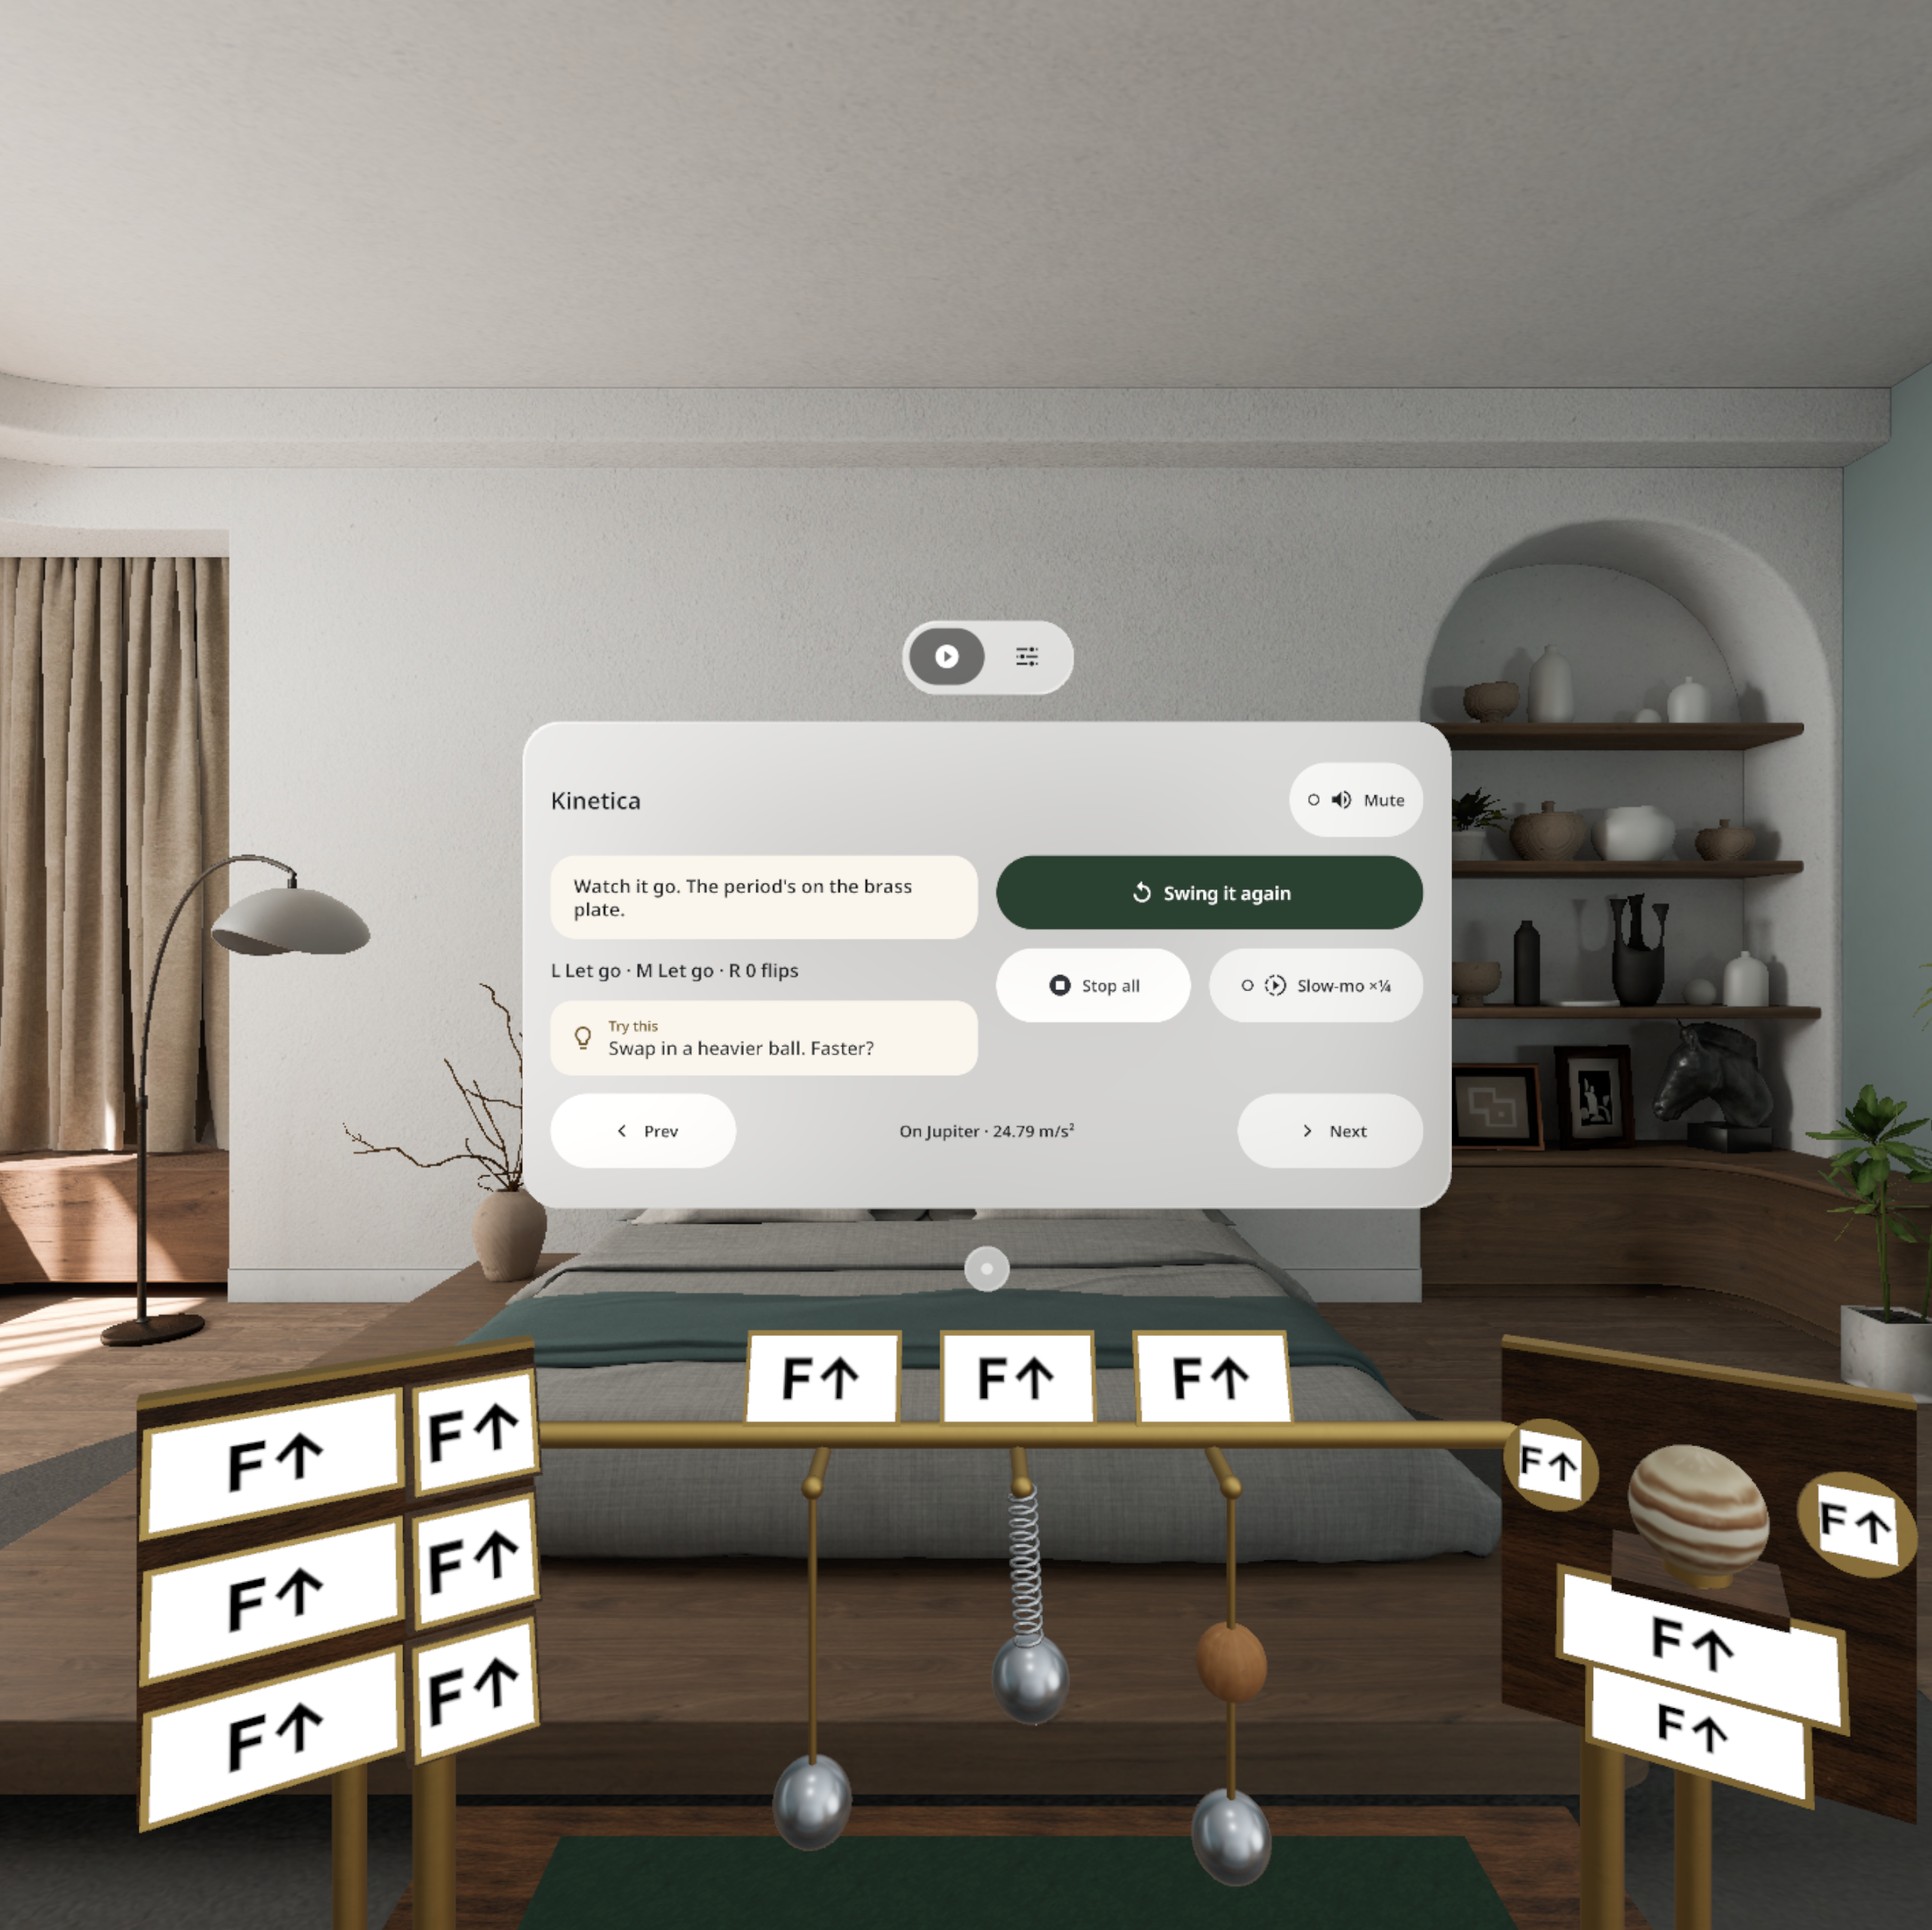 Kinetica
Mute
Watch it go. The period's on the brass
plate.
Swing it again
L Let go · M Let go · R 0 flips
Stop all
Slow-mo ×¼
Try this
Swap in a heavier ball. Faster?
Prev
On Jupiter · 24.79 m/s²
Next
F↑
F↑
F↑
F↑
F↑
F↑
F↑
F↑
F↑
F↑
F↑
F↑
F↑